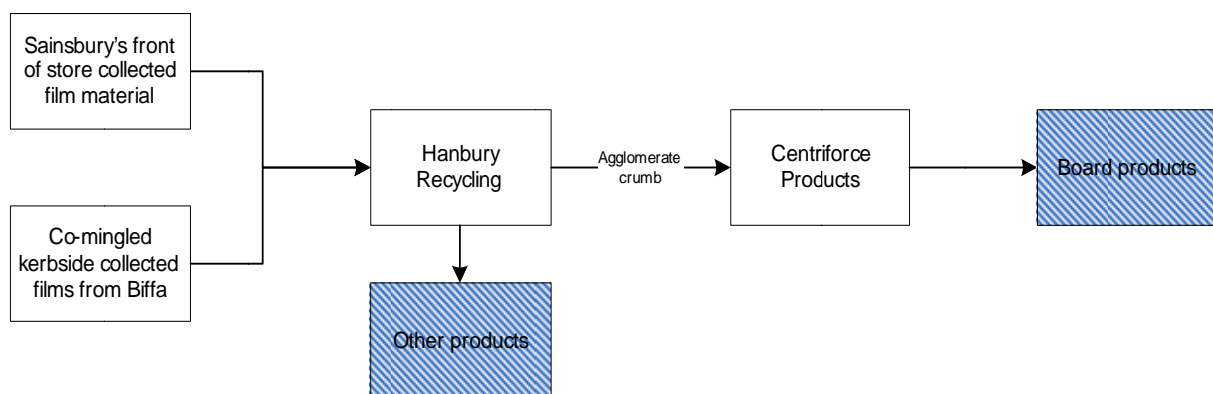 Sainsbury's front
of store collected
film material
Co-mingled
kerbside collected
films from Biffa
Hanbury
Recycling
Agglomerate
crumb
Centriforce
Products
Board products
Other products